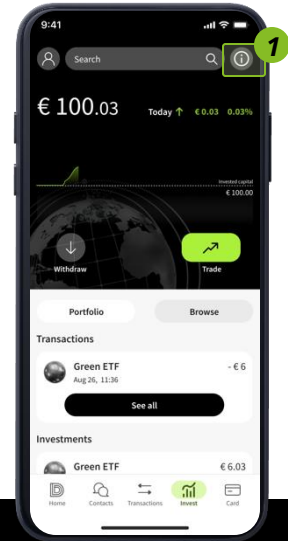 9:41
1
Search
€ 100.03
Today ↑ € 0.03 0.03%
Invested capital
€ 100.00
Withdraw
Trade
Portfolio
Browse
Transactions
Green ETF
- € 6
Aug 26, 11:36
See all
Investments
Green ETF
€ 6.03
Home
Contacts
Transactions
Invest
Card